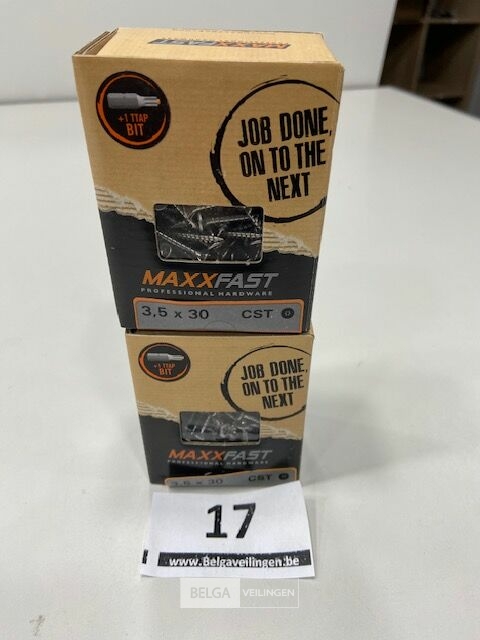 MAXXFAST
+1 TTAP
BIT
JOB DONE,
ON TO THE
NEXT
MAXXFAST
PROFESSIONAL HARDWARE
3,5 x 30 CST
+1 TTAP
BIT
JOB DONE,
ON TO THE
NEXT
MAXXFAST
PROFESSIONAL HARDWARE
3,5 x 30 CST
17
www.Belgaveilingen.be
BELGA VEILINGEN